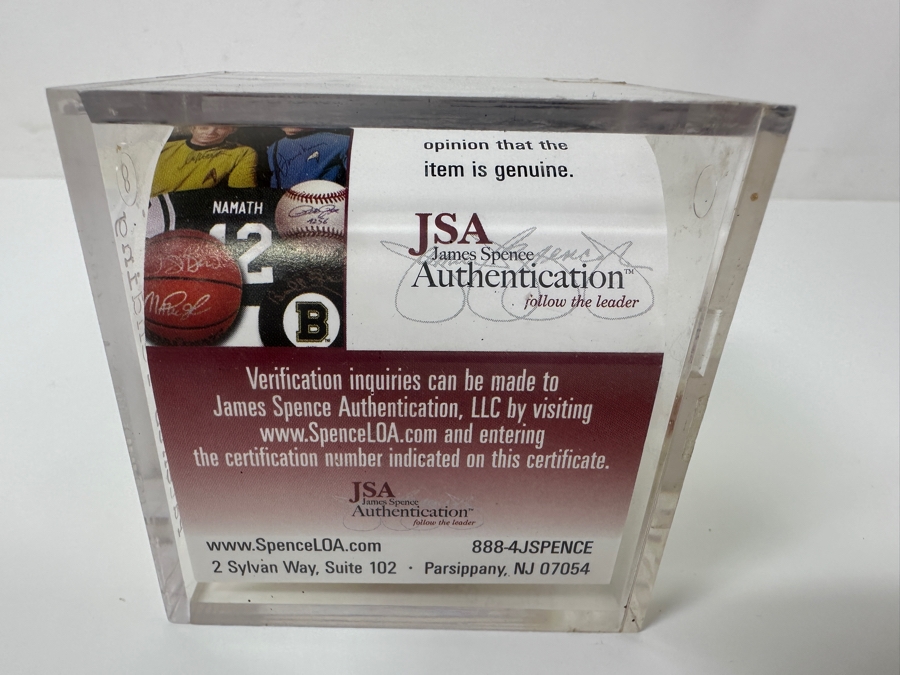 opinion that the
item is genuine.
NAMATH
12
JSA
James Spence
Authentication™
follow the leader
B
Verification inquiries can be made to
James Spence Authentication, LLC by visiting
www.SpenceLOA.com and entering
the certification number indicated on this certificate.
JSA
James Spence
Authentication™
follow the leader
www.SpenceLOA.com 888-4JSPENCE
2 Sylvan Way, Suite 102 · Parsippany, NJ 07054